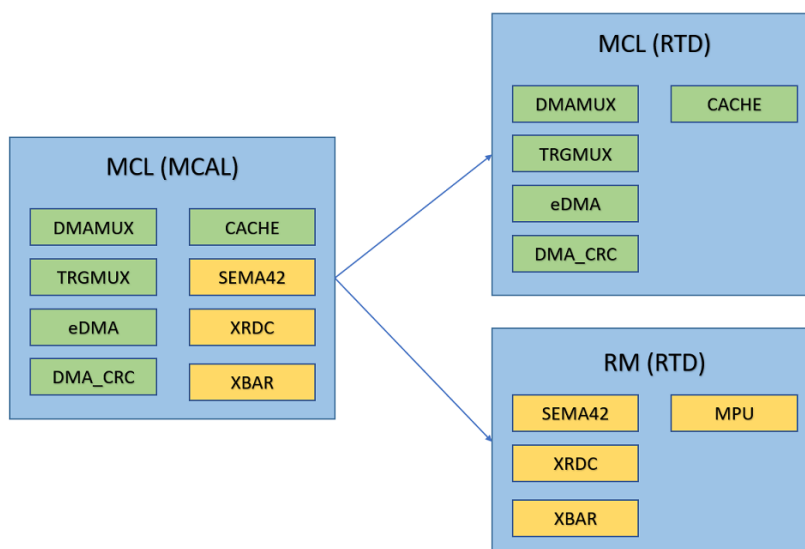 MCL (MCAL)
DMAMUX
CACHE
TRGMUX
SEMA42
eDMA
XRDC
DMA_CRC
XBAR
MCL (RTD)
DMAMUX
CACHE
TRGMUX
eDMA
DMA_CRC
RM (RTD)
SEMA42
MPU
XRDC
XBAR